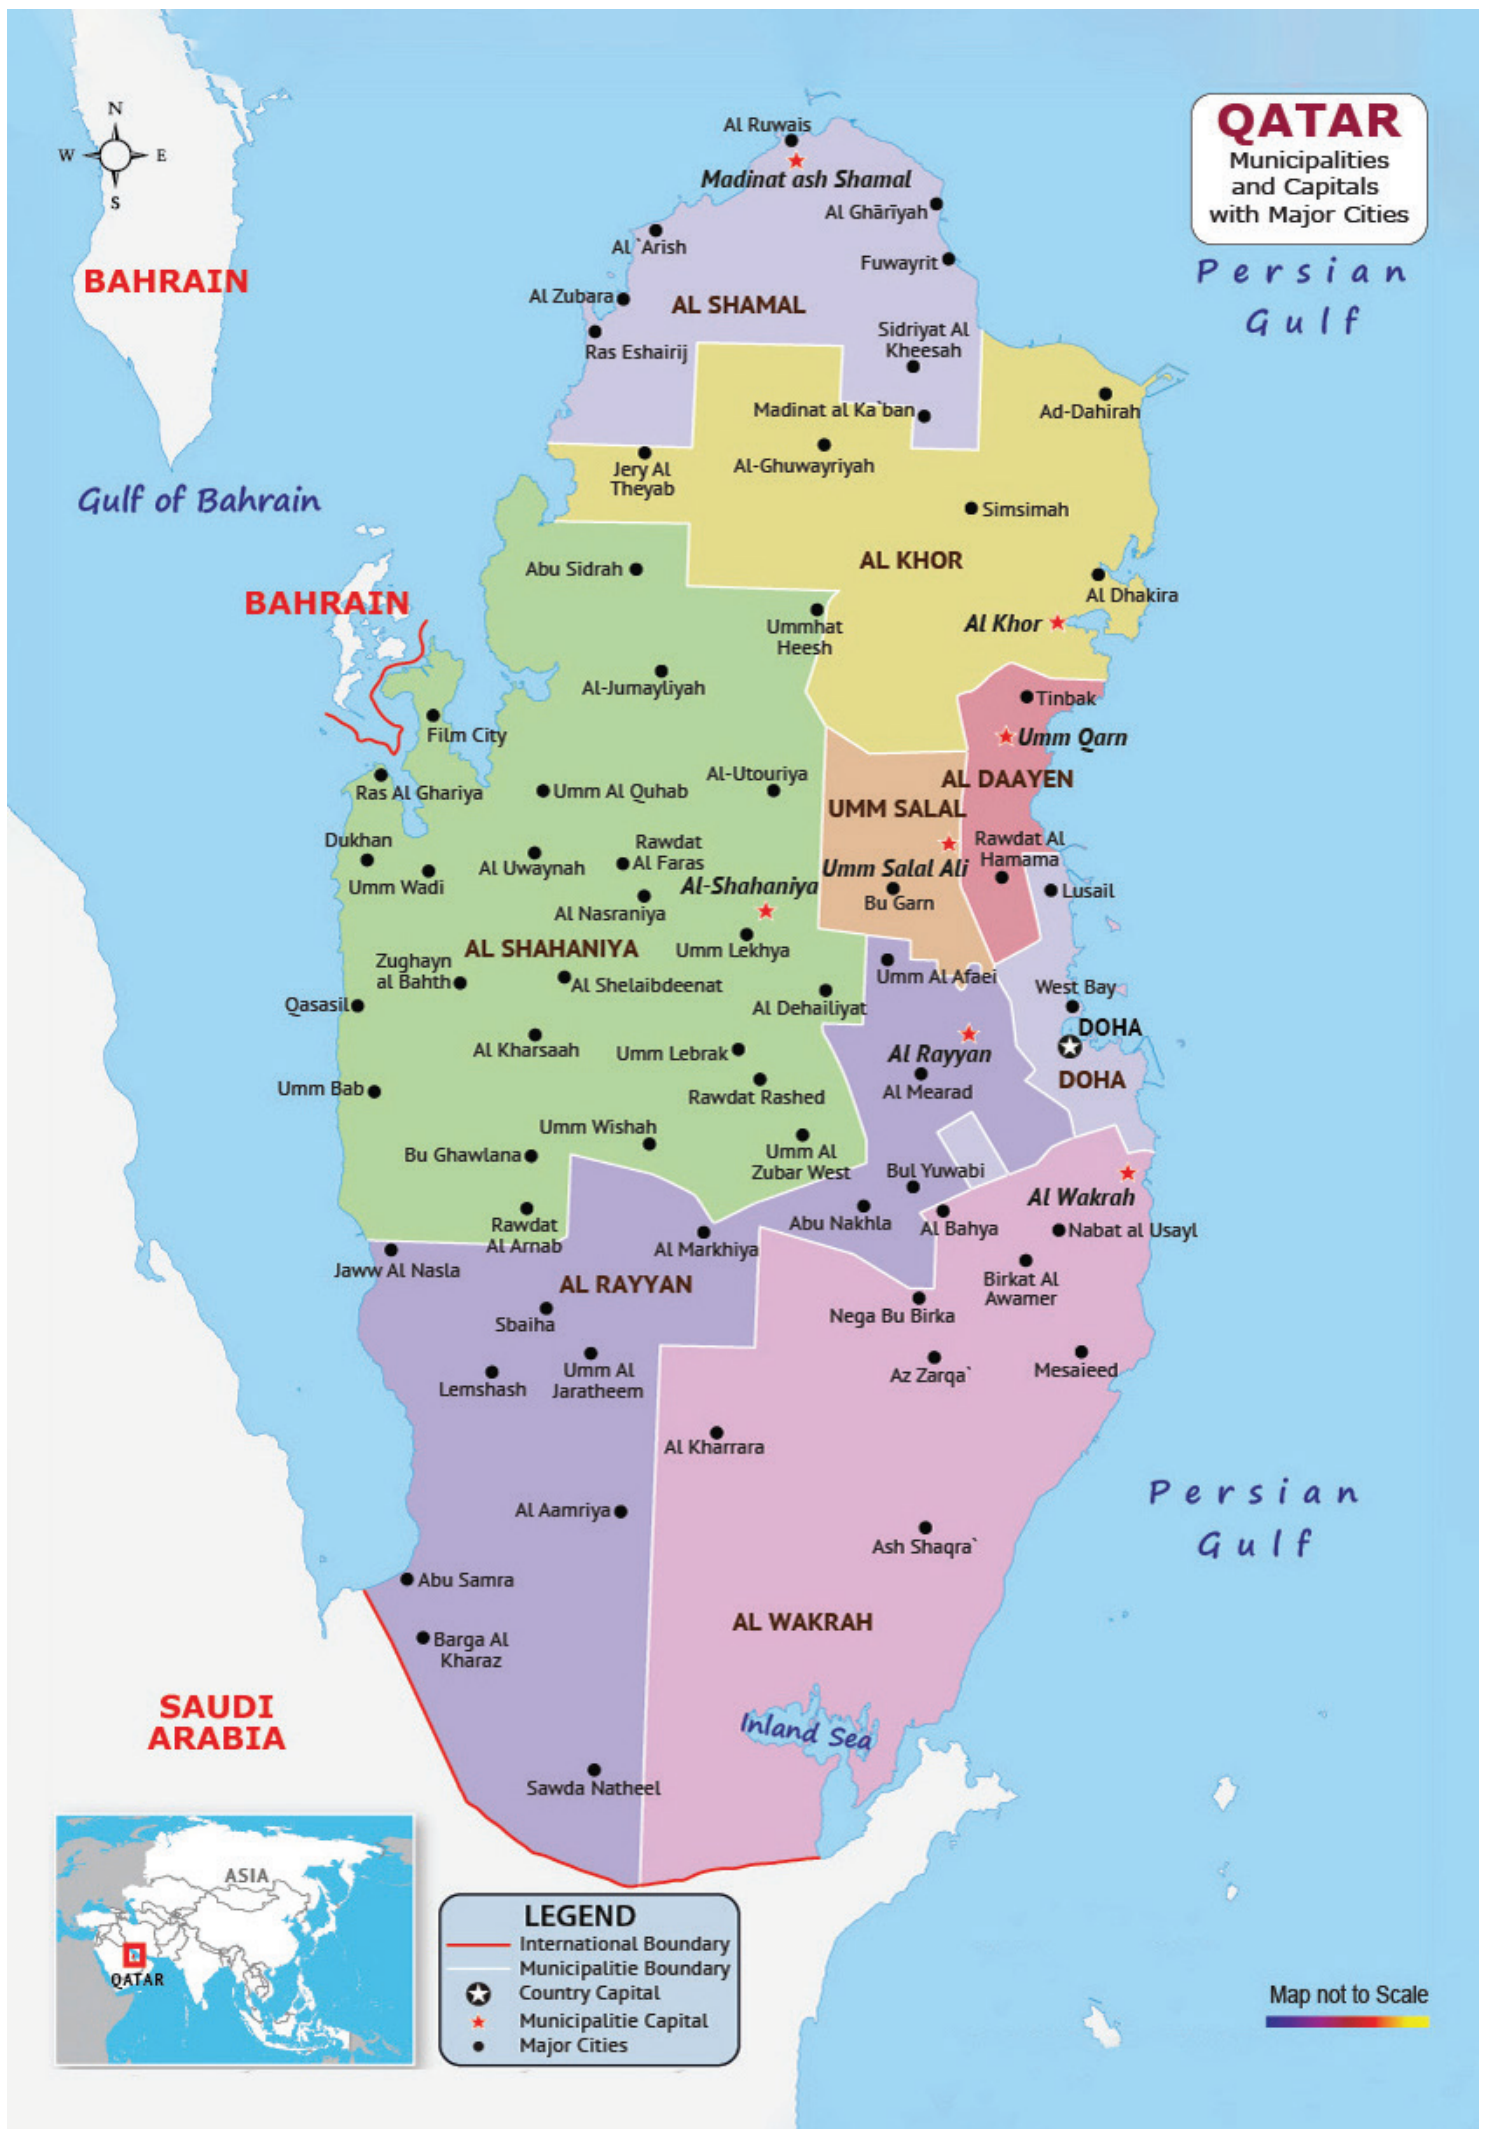 QATAR
Municipalities
and Capitals
with Major Cities
N
W
E
S
BAHRAIN
Persian
Gulf
Al Ruwais
Madinat ash Shamal
Al Ghārīyah
Al `Arish
Fuwayrit
Al Zubara
AL SHAMAL
Ras Eshairij
Sidriyat Al
Kheesah
Madinat al Ka`ban
Ad-Dahirah
Jery Al
Theyab
Al-Ghuwayriyah
Gulf of Bahrain
Simsimah
Abu Sidrah
AL KHOR
BAHRAIN
Al Dhakira
Ummhat
Heesh
Al Khor
Al-Jumayliyah
Tinbak
Film City
Umm Qarn
Ras Al Ghariya
Umm Al Quhab
Al-Utouriya
AL DAAYEN
UMM SALAL
Dukhan
Rawdat
Al Faras
Rawdat Al
Hamama
Umm Wadi
Al Uwaynah
Umm Salal Ali
Al-Shahaniya
Lusail
Al Nasraniya
Bu Garn
AL SHAHANIYA
Umm Lekhya
Zughayn
al Bahth
Al Shelaibdeenat
Umm Al Afaei
West Bay
Qasasil
Al Dehailiyat
DOHA
Al Kharsaah
Umm Lebrak
Al Rayyan
DOHA
Umm Bab
Rawdat Rashed
Al Mearad
Umm Wishah
Bu Ghawlana
Umm Al
Zubar West
Bul Yuwabi
Al Wakrah
Rawdat
Al Arnab
Abu Nakhla
Al Bahya
Nabat al Usayl
Jaww Al Nasla
Al Markhiya
AL RAYYAN
Birkat Al
Awamer
Sbaiha
Nega Bu Birka
Lemshash
Umm Al
Jaratheem
Az Zarqa`
Mesaieed
Al Kharrara
Al Aamriya
Persian
Gulf
Ash Shaqra`
Abu Samra
AL WAKRAH
Barga Al
Kharaz
SAUDI
ARABIA
Inland Sea
Sawda Natheel
ASIA
QATAR
LEGEND
International Boundary
Municipalitie Boundary
Country Capital
Municipalitie Capital
Major Cities
Map not to Scale